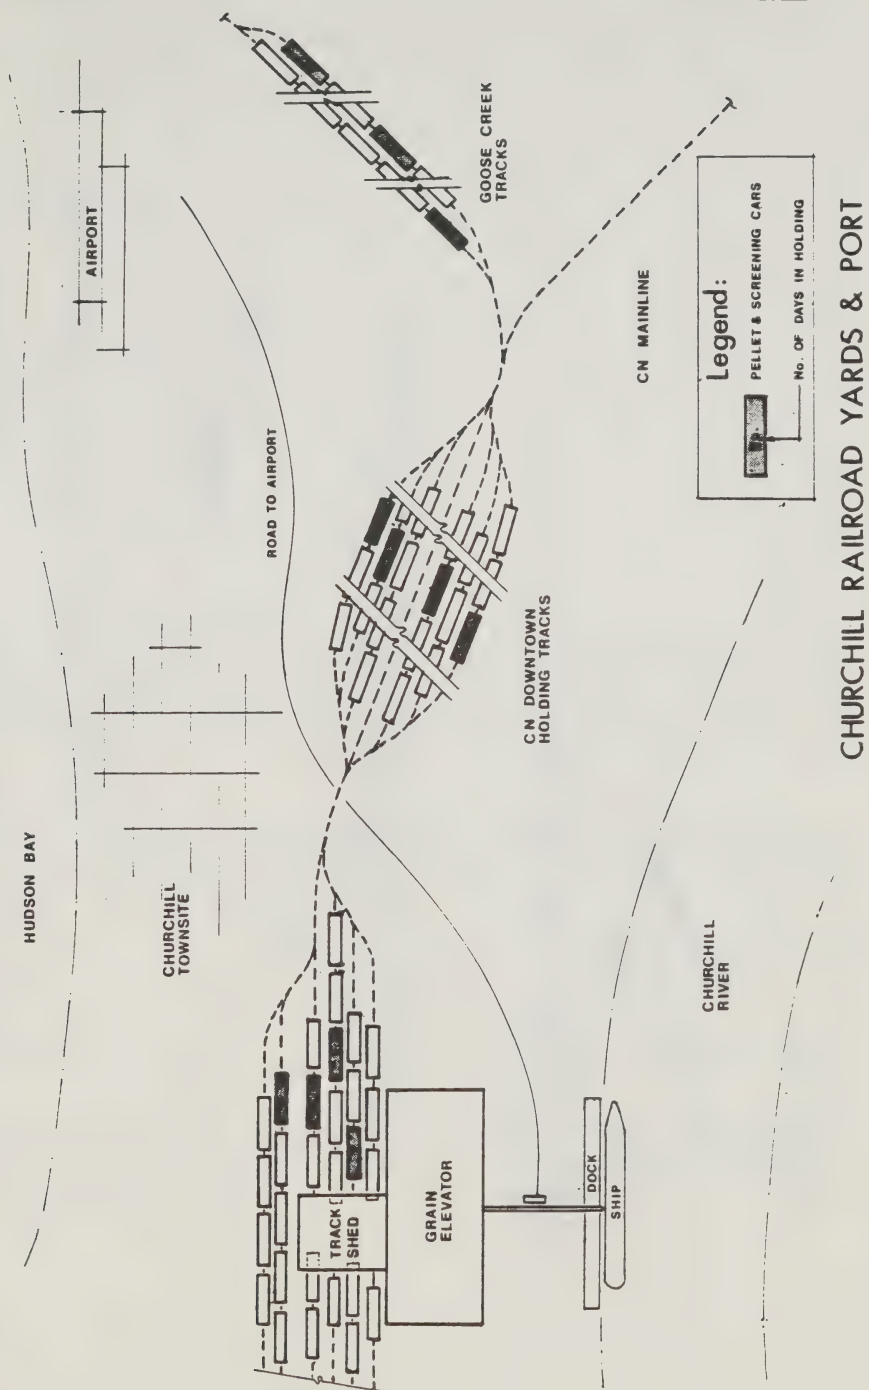 HUDSON BAY
AIRPORT
CHURCHILL
TOWNSITE
ROAD TO AIRPORT
GOOSE CREEK
TRACKS
CN DOWNTOWN
HOLDING TRACKS
CN MAINLINE
TRACK
SHED
GRAIN
ELEVATOR
DOCK
SHIP
CHURCHILL
RIVER
Legend:
PELLET & SCREENING CARS
No. OF DAYS IN HOLDING
CHURCHILL RAILROAD YARDS & PORT